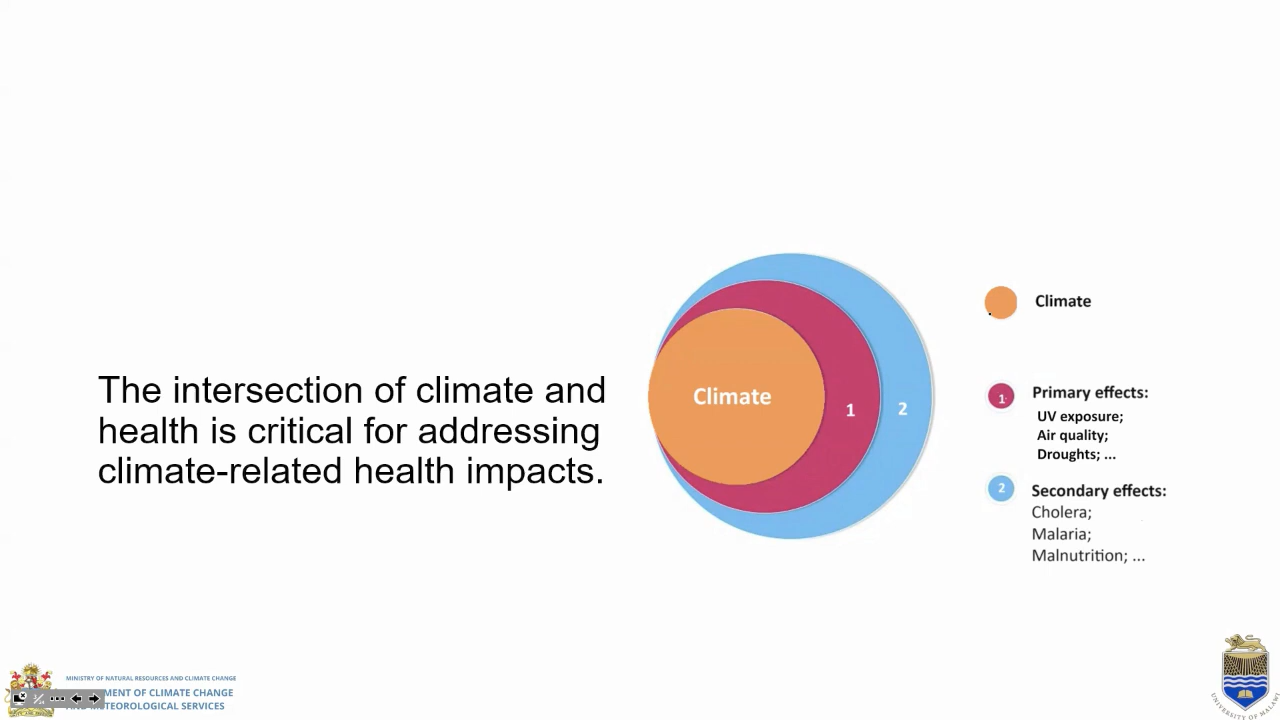 The intersection of climate and
health is critical for addressing
climate-related health impacts.
Climate
1
2
Climate
1
Primary effects:
UV exposure;
Air quality;
Droughts; ...
2
Secondary effects:
Cholera;
Malaria;
Malnutrition; ...
MINISTRY OF NATURAL RESOURCES AND CLIMATE CHANGE
MENT OF CLIMATE CHANGE
TEOROLOGICAL SERVICES
UNIVERSITY OF MALAWI